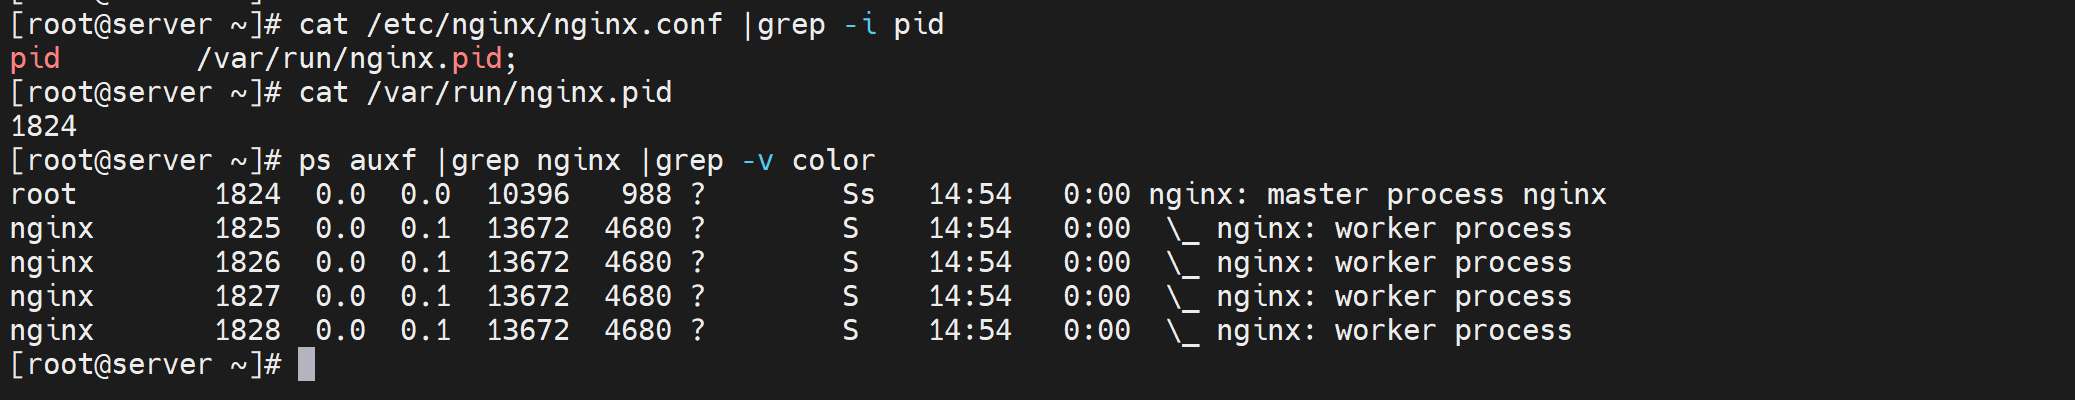 [root@server ~]# cat /etc/nginx/nginx.conf |grep -i pid
pid        /var/run/nginx.pid;
[root@server ~]# cat /var/run/nginx.pid
1824
[root@server ~]# ps auxf |grep nginx |grep -v color
root        1824  0.0  0.0  10396   988 ?        Ss   14:54   0:00 nginx: master process nginx
nginx       1825  0.0  0.1  13672  4680 ?        S    14:54   0:00  \_ nginx: worker process
nginx       1826  0.0  0.1  13672  4680 ?        S    14:54   0:00  \_ nginx: worker process
nginx       1827  0.0  0.1  13672  4680 ?        S    14:54   0:00  \_ nginx: worker process
nginx       1828  0.0  0.1  13672  4680 ?        S    14:54   0:00  \_ nginx: worker process
[root@server ~]#